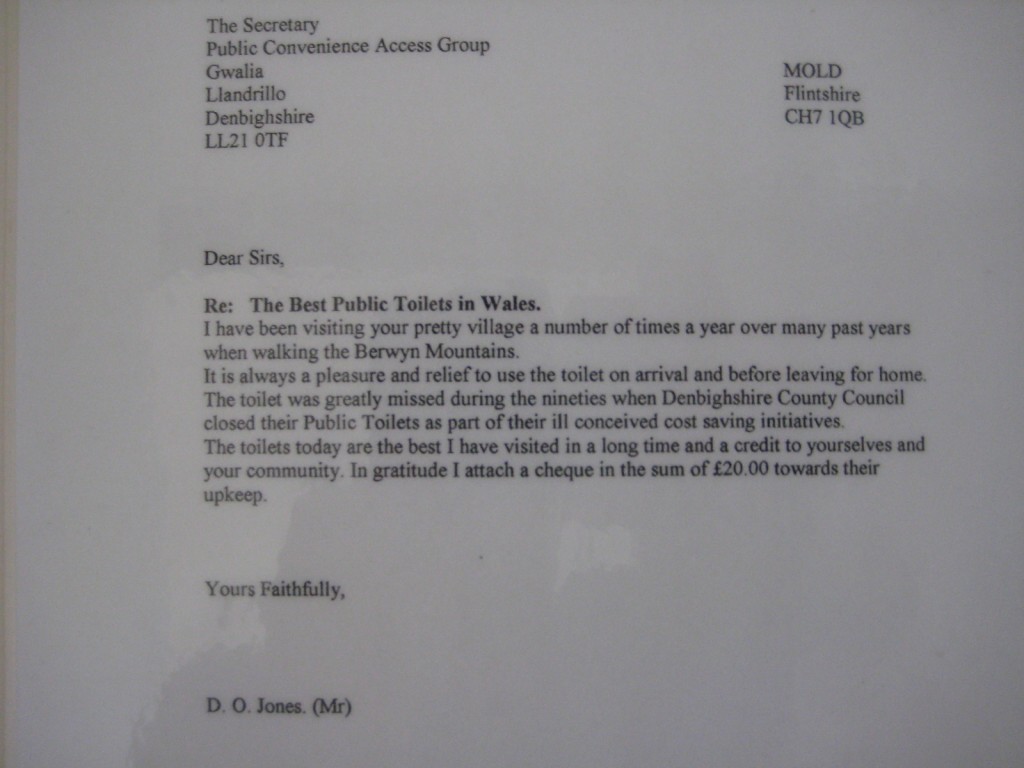 The Secretary
Public Convenience Access Group
Gwalia
Llandrillo
Denbighshire
LL21 0TF
MOLD
Flintshire
CH7 1QB
Dear Sirs,
Re: The Best Public Toilets in Wales.
I have been visiting your pretty village a number of times a year over many past years
when walking the Berwyn Mountains.
It is always a pleasure and relief to use the toilet on arrival and before leaving for home.
The toilet was greatly missed during the nineties when Denbighshire County Council
closed their Public Toilets as part of their ill conceived cost saving initiatives.
The toilets today are the best I have visited in a long time and a credit to yourselves and
your community. In gratitude I attach a cheque in the sum of £20.00 towards their
upkeep.
Yours Faithfully,
D. O. Jones. (Mr)